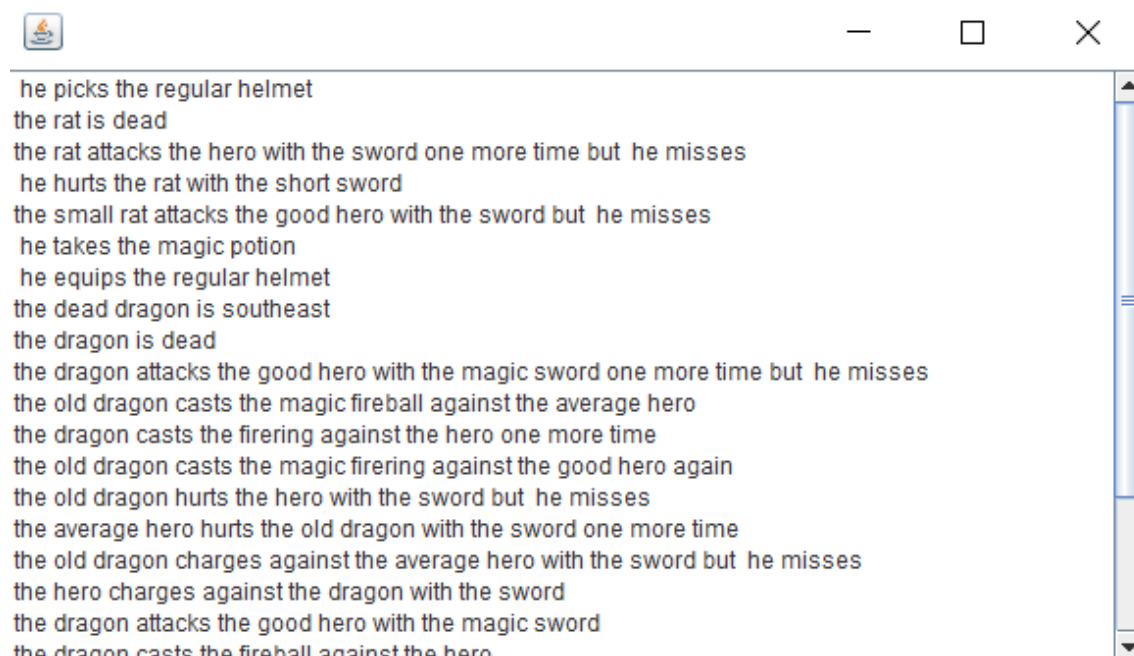 he picks the regular helmet
the rat is dead
the rat attacks the hero with the sword one more time but  he misses
he hurts the rat with the short sword
the small rat attacks the good hero with the sword but  he misses
he takes the magic potion
he equips the regular helmet
the dead dragon is southeast
the dragon is dead
the dragon attacks the good hero with the magic sword one more time but  he misses
the old dragon casts the magic fireball against the average hero
the dragon casts the firering against the hero one more time
the old dragon casts the magic firering against the good hero again
the old dragon hurts the hero with the sword but  he misses
the average hero hurts the old dragon with the sword one more time
the old dragon charges against the average hero with the sword but  he misses
the hero charges against the dragon with the sword
the dragon attacks the good hero with the magic sword
the dragon casts the fireball against the hero